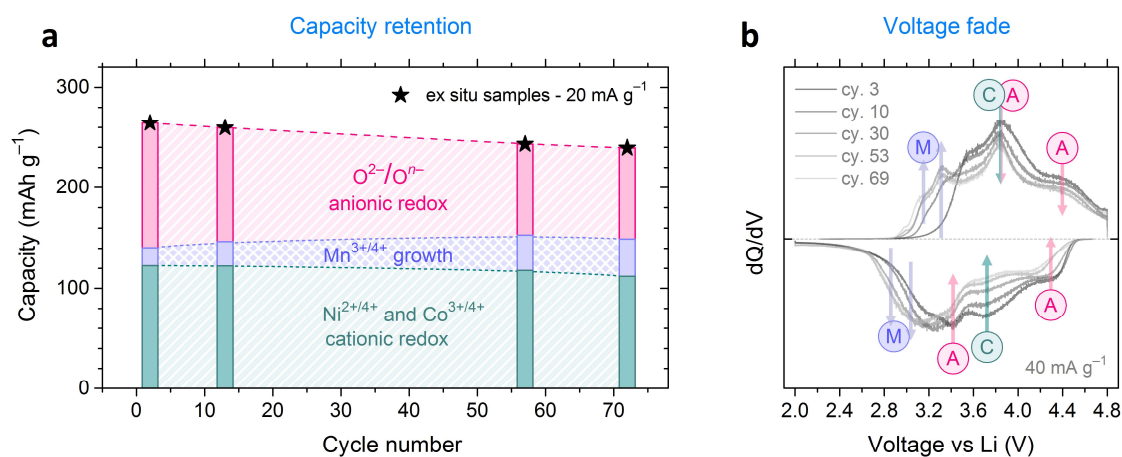 Capacity retention
Voltage fade
a
b
★ ex situ samples - 20 mA g⁻¹
Capacity (mAh g⁻¹)
300
200
100
0
O²⁻/Oⁿ⁻
anionic redox
Mn³⁺/⁴⁺ growth
Ni²⁺/⁴⁺ and Co³⁺/⁴⁺
cationic redox
0 10 20 30 40 50 60 70
Cycle number
cy. 3
cy. 10
cy. 30
cy. 53
cy. 69
C A
M
A
dQ/dV
A
M
A
C
40 mA g⁻¹
2.0 2.4 2.8 3.2 3.6 4.0 4.4 4.8
Voltage vs Li (V)